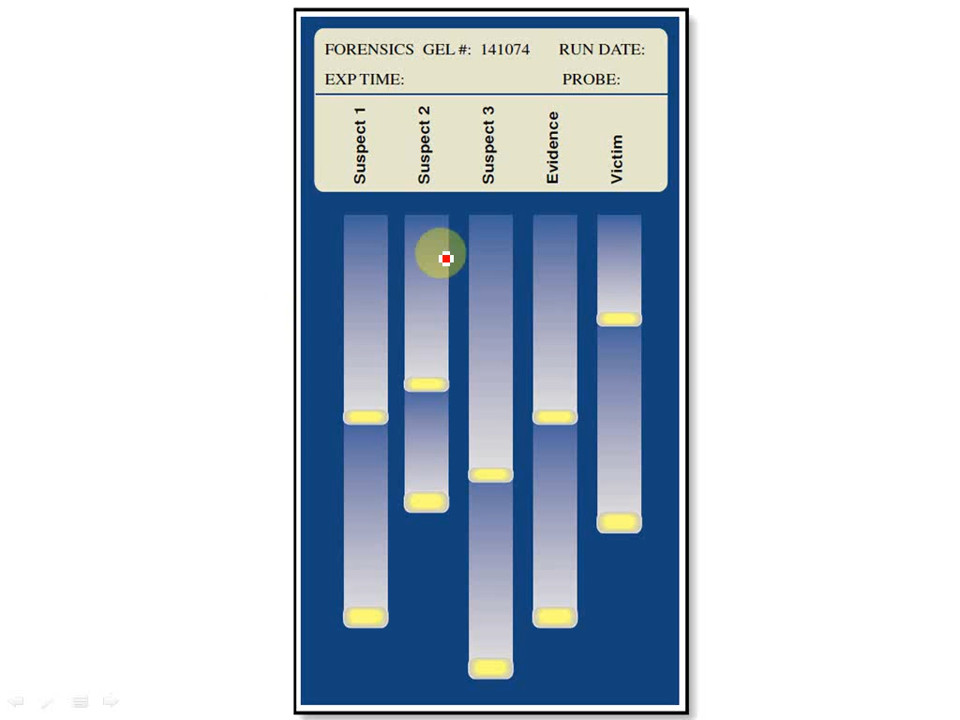 FORENSICS GEL #: 141074 RUN DATE:
EXP TIME: PROBE:
Suspect 1
Suspect 2
Suspect 3
Evidence
Victim